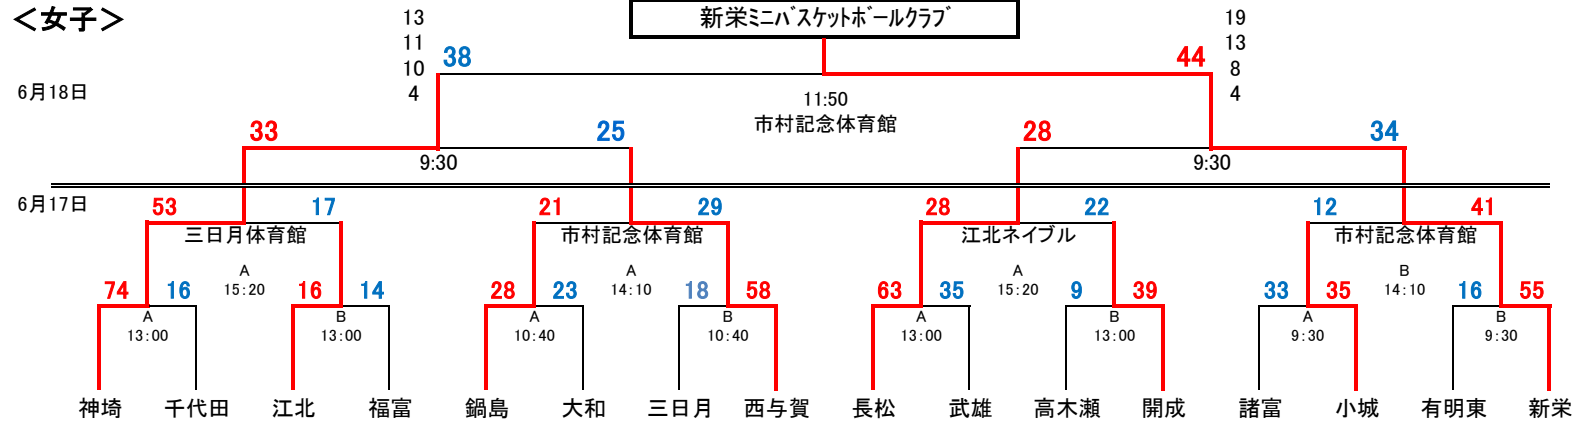 ＜女子＞
新栄ミニバスケットボールクラブ
13
11
10
4
38
44
19
13
8
4
6月18日
11:50
市村記念体育館
33
25
28
34
9:30
9:30
6月17日
53
17
21
29
28
22
12
41
三日月体育館
市村記念体育館
江北ネイブル
市村記念体育館
A
15:20
A
14:10
A
15:20
B
14:10
74
16
16
14
28
23
18
58
63
35
9
39
33
35
16
55
A
13:00
B
13:00
A
10:40
B
10:40
A
13:00
B
13:00
A
9:30
B
9:30
神埼
千代田
江北
福富
鍋島
大和
三日月
西与賀
長松
武雄
高木瀬
開成
諸富
小城
有明東
新栄